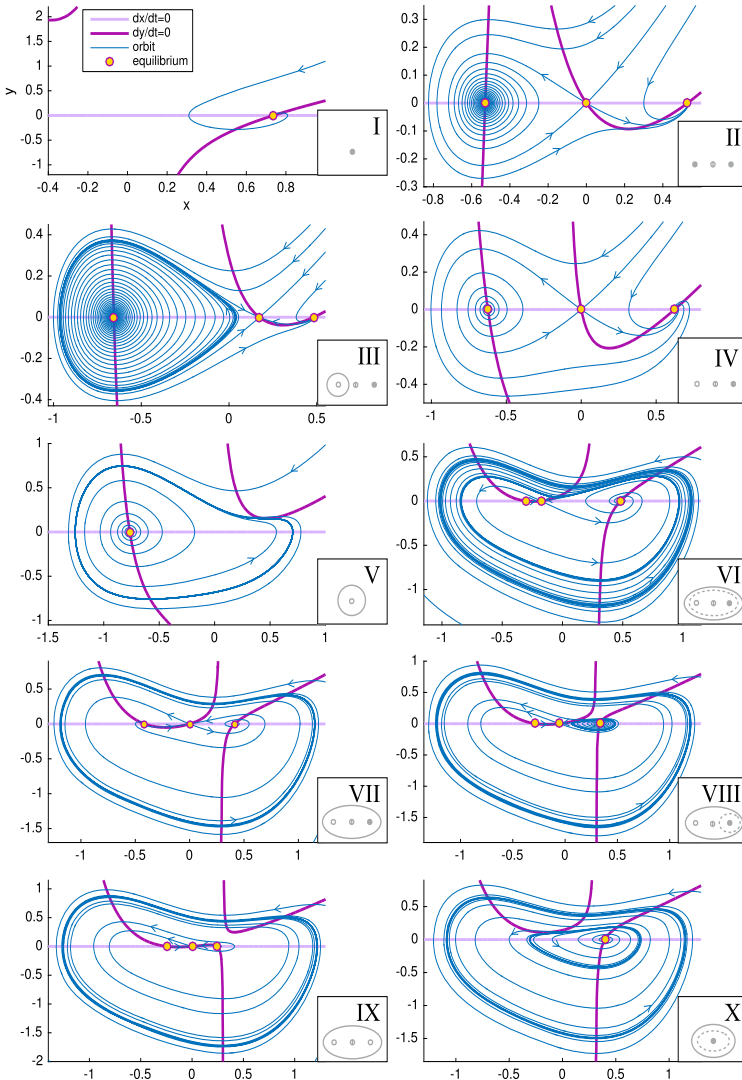 dx/dt=0
dy/dt=0
orbit
equilibrium
2
1.5
1
0.5
0
-0.5
-1
y
-0.4 -0.2 0 0.2 0.4 0.6 0.8
x
I
0.3
0.2
0.1
0
-0.1
-0.2
-0.3
-0.8 -0.6 -0.4 -0.2 0 0.2 0.4
II
0.4
0.2
0
-0.2
-0.4
-1 -0.5 0 0.5
III
0.4
0.2
0
-0.2
-0.4
-1 -0.5 0 0.5
IV
1
0.5
0
-0.5
-1
-1.5 -1 -0.5 0 0.5 1
V
0.5
0
-0.5
-1
-1 -0.5 0 0.5 1
VI
0.5
0
-0.5
-1
-1.5
-1 -0.5 0 0.5 1
VII
1
0.5
0
-0.5
-1
-1.5
-1 -0.5 0 0.5 1
VIII
1
0.5
0
-0.5
-1
-1.5
-2
-1 -0.5 0 0.5 1
IX
0.5
0
-0.5
-1
-1.5
-1 -0.5 0 0.5 1
X